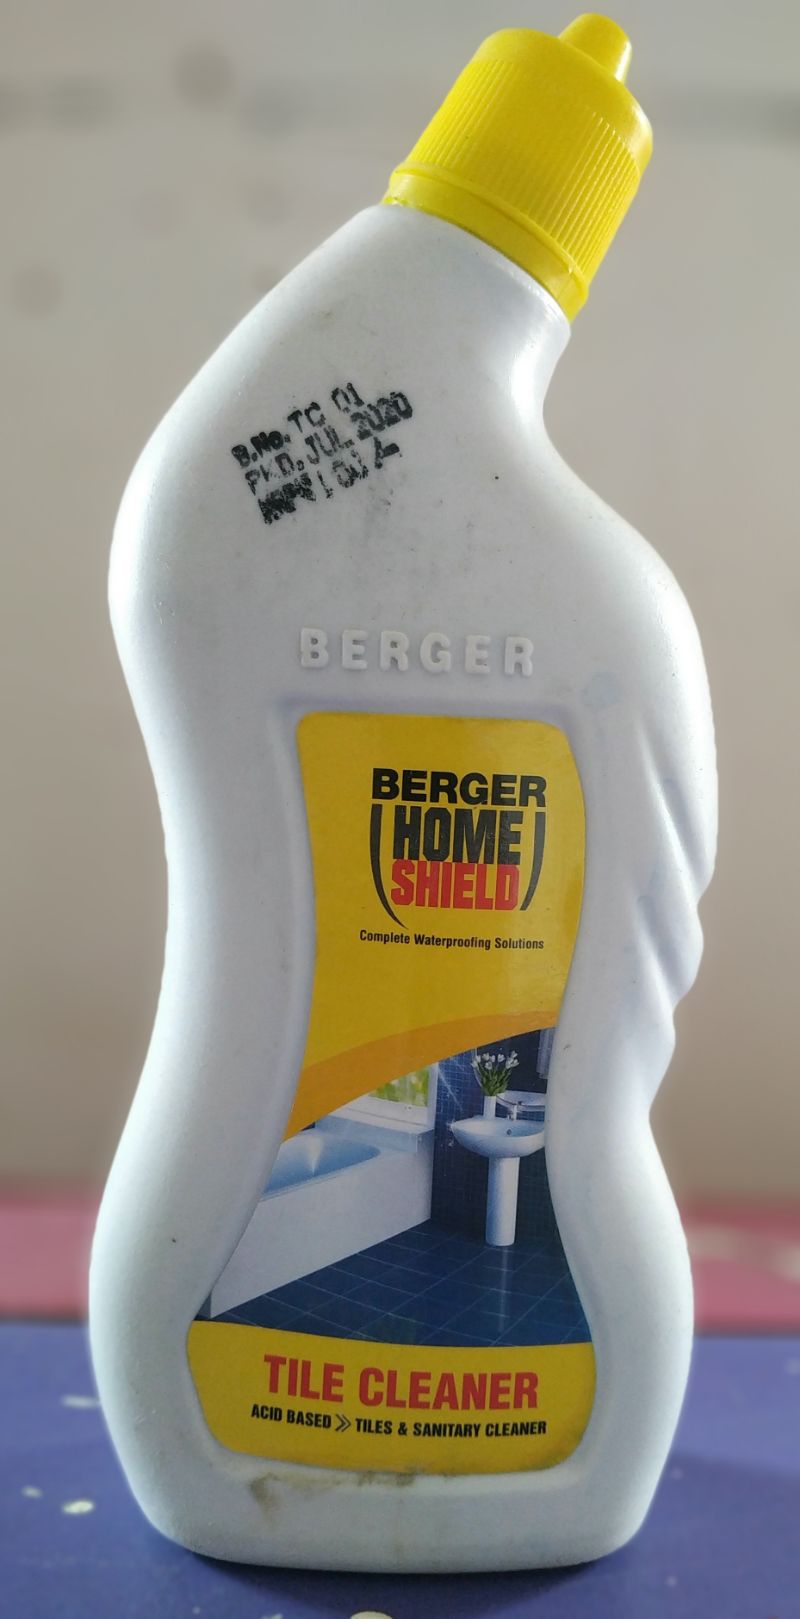 B.No. TC 01
PKD. JUL 2020
100/-
BERGER
BERGER
HOME
SHIELD
Complete Waterproofing Solutions
TILE CLEANER
ACID BASED >> TILES & SANITARY CLEANER